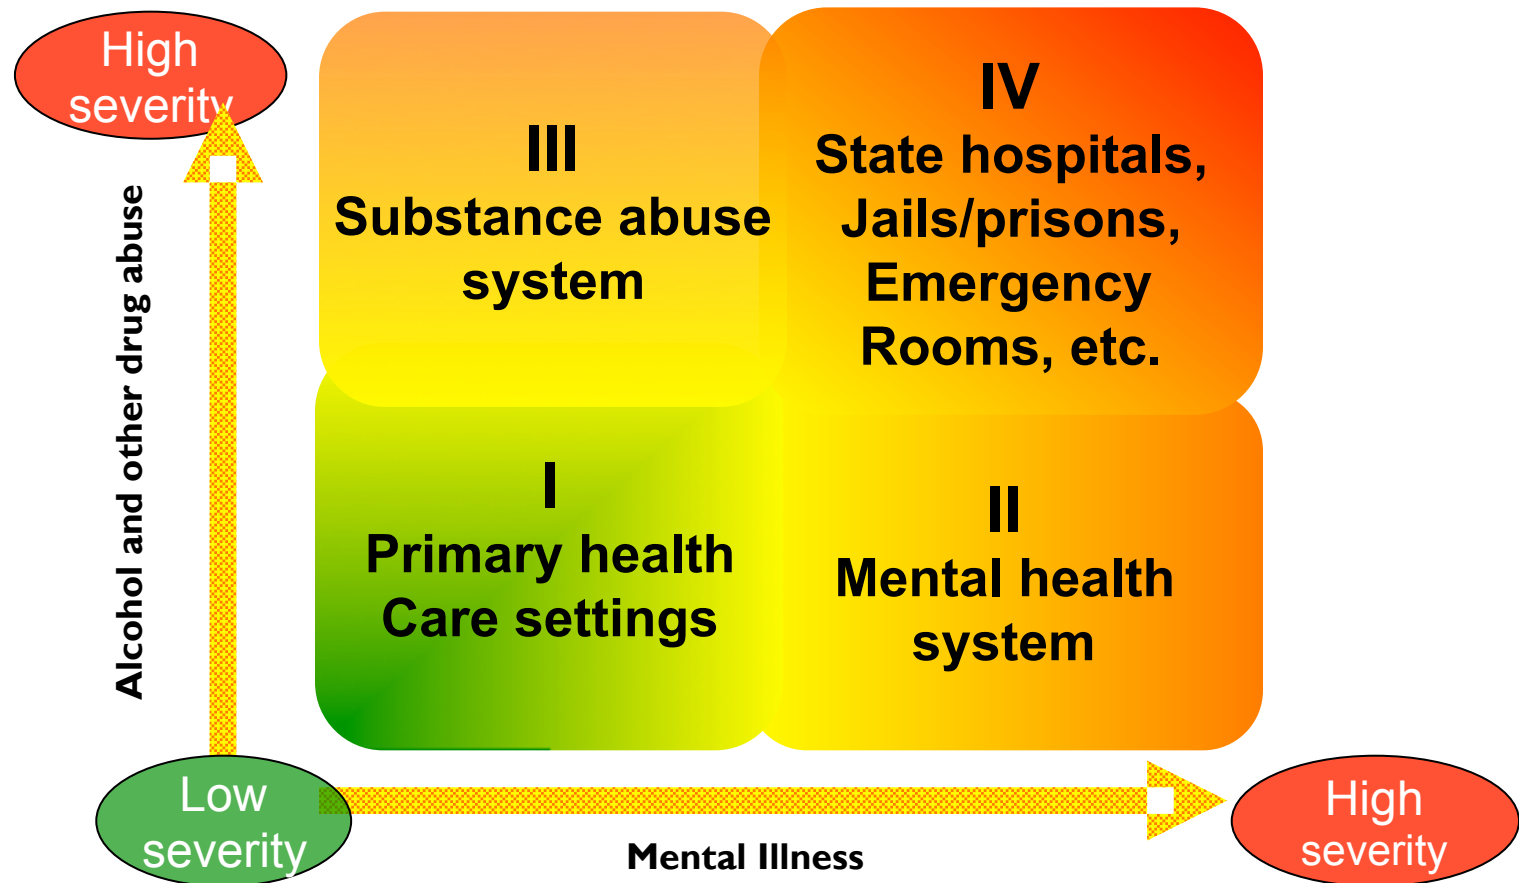 High
severity
III
Substance abuse
system
IV
State hospitals,
Jails/prisons,
Emergency
Rooms, etc.
Alcohol and other drug abuse
I
Primary health
Care settings
II
Mental health
system
Low
severity
Mental Illness
High
severity